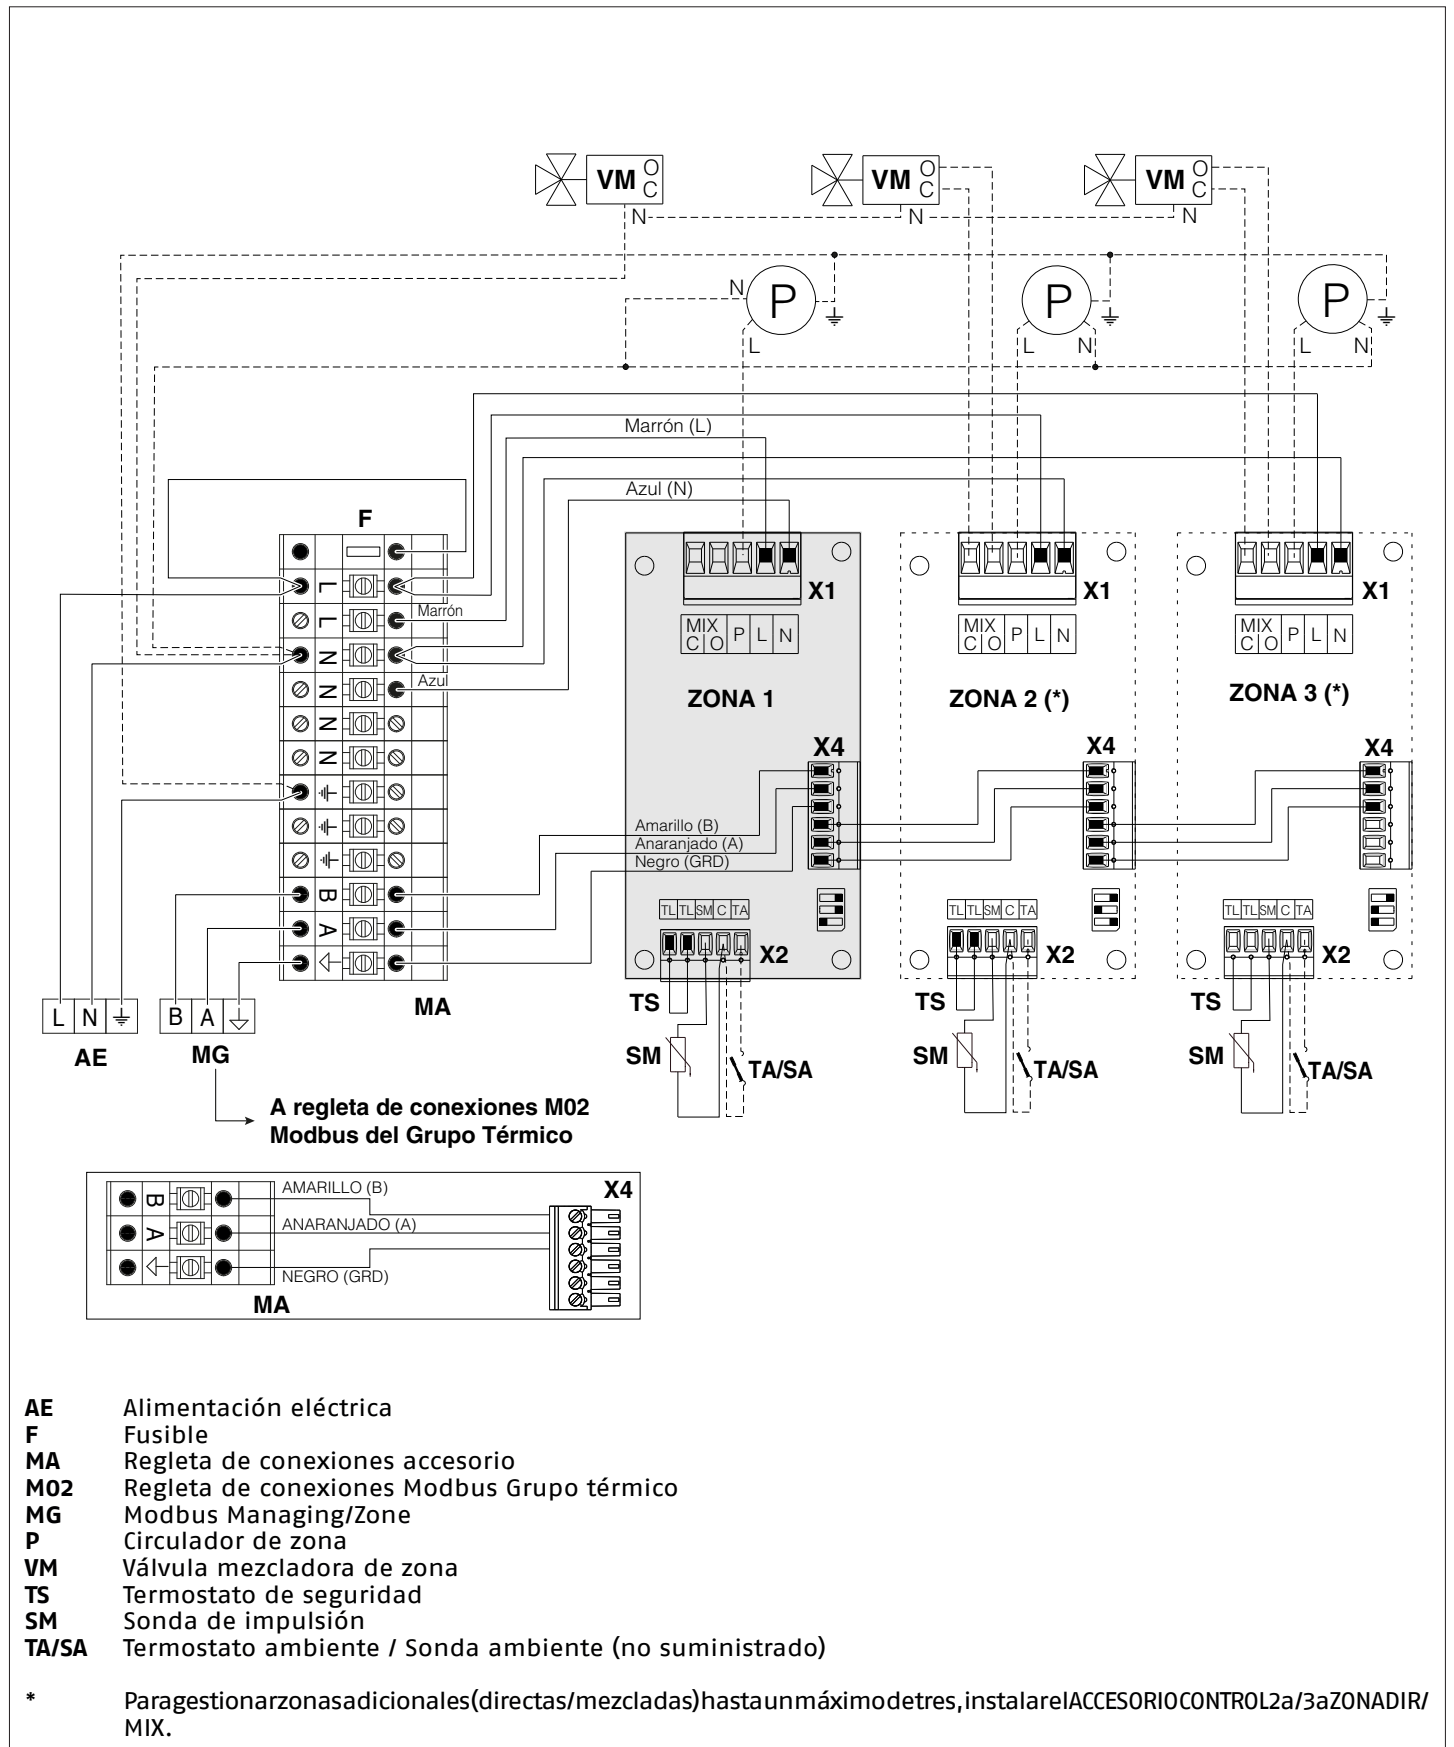 VM O C
VM O C
VM O C
N
N
N
N P
P
P
L
L N
L N
Marrón (L)
Azul (N)
F
L
L Marrón
N
N Azul
N
N
B
A
MA
X1
MIX C O P L N
ZONA 1
X4
Amarillo (B)
Anaranjado (A)
Negro (GRD)
TL TL SM C TA
X2
TS
SM
TA/SA
X1
MIX C O P L N
ZONA 2 (*)
X4
TL TL SM C TA
X2
TS
SM
TA/SA
X1
MIX C O P L N
ZONA 3 (*)
X4
TL TL SM C TA
X2
TS
SM
TA/SA
L N
AE
B A
MG
A regleta de conexiones M02
Modbus del Grupo Térmico
B AMARILLO (B) X4
A ANARANJADO (A)
NEGRO (GRD)
MA
AE Alimentación eléctrica
F Fusible
MA Regleta de conexiones accesorio
M02 Regleta de conexiones Modbus Grupo térmico
MG Modbus Managing/Zone
P Circulador de zona
VM Válvula mezcladora de zona
TS Termostato de seguridad
SM Sonda de impulsión
TA/SA Termostato ambiente / Sonda ambiente (no suministrado)
* Paragestionarzonasadicionales(directas/mezcladas)hastaunmáximodetres,instalarelACCESORIOCONTROL2a/3aZONADIR/
MIX.